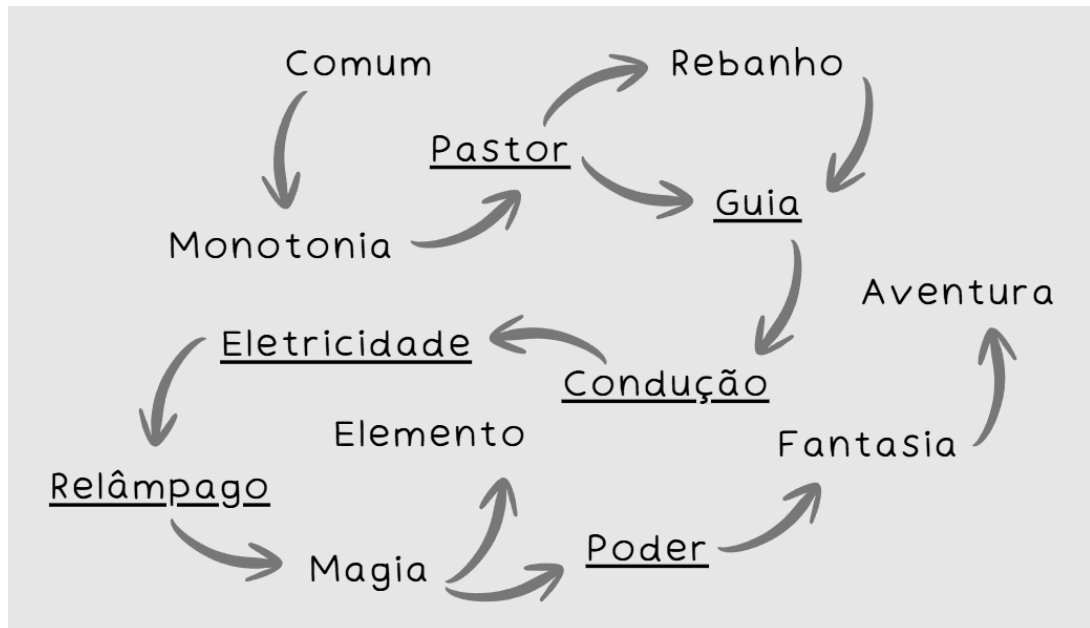 Comum
Rebanho
Pastor
Guia
Monotonia
Aventura
Eletricidade
Condução
Elemento
Fantasia
Relâmpago
Poder
Magia